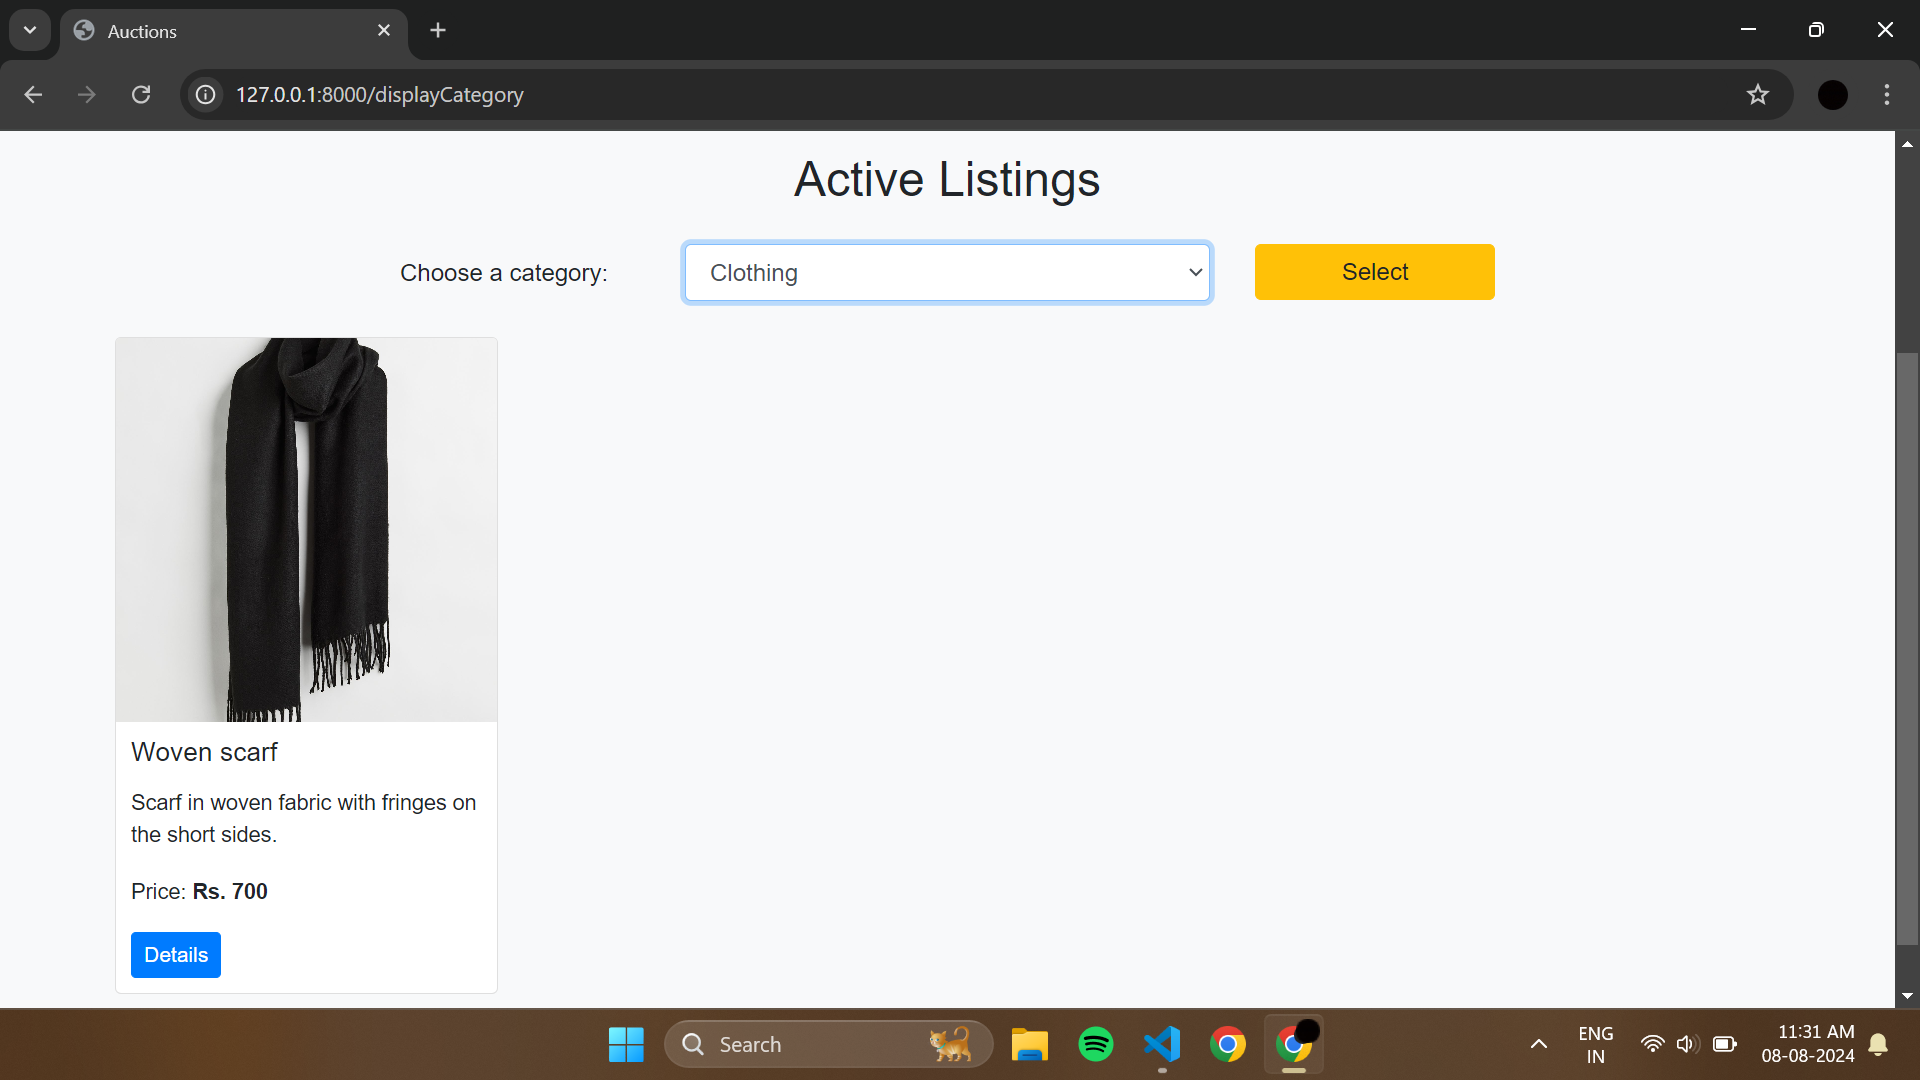 Auctions
127.0.0.1:8000/displayCategory
Active Listings
Choose a category:
Clothing
Select
Woven scarf
Scarf in woven fabric with fringes on
the short sides.
Price: Rs. 700
Details
Search
ENG
IN
11:31 AM
08-08-2024